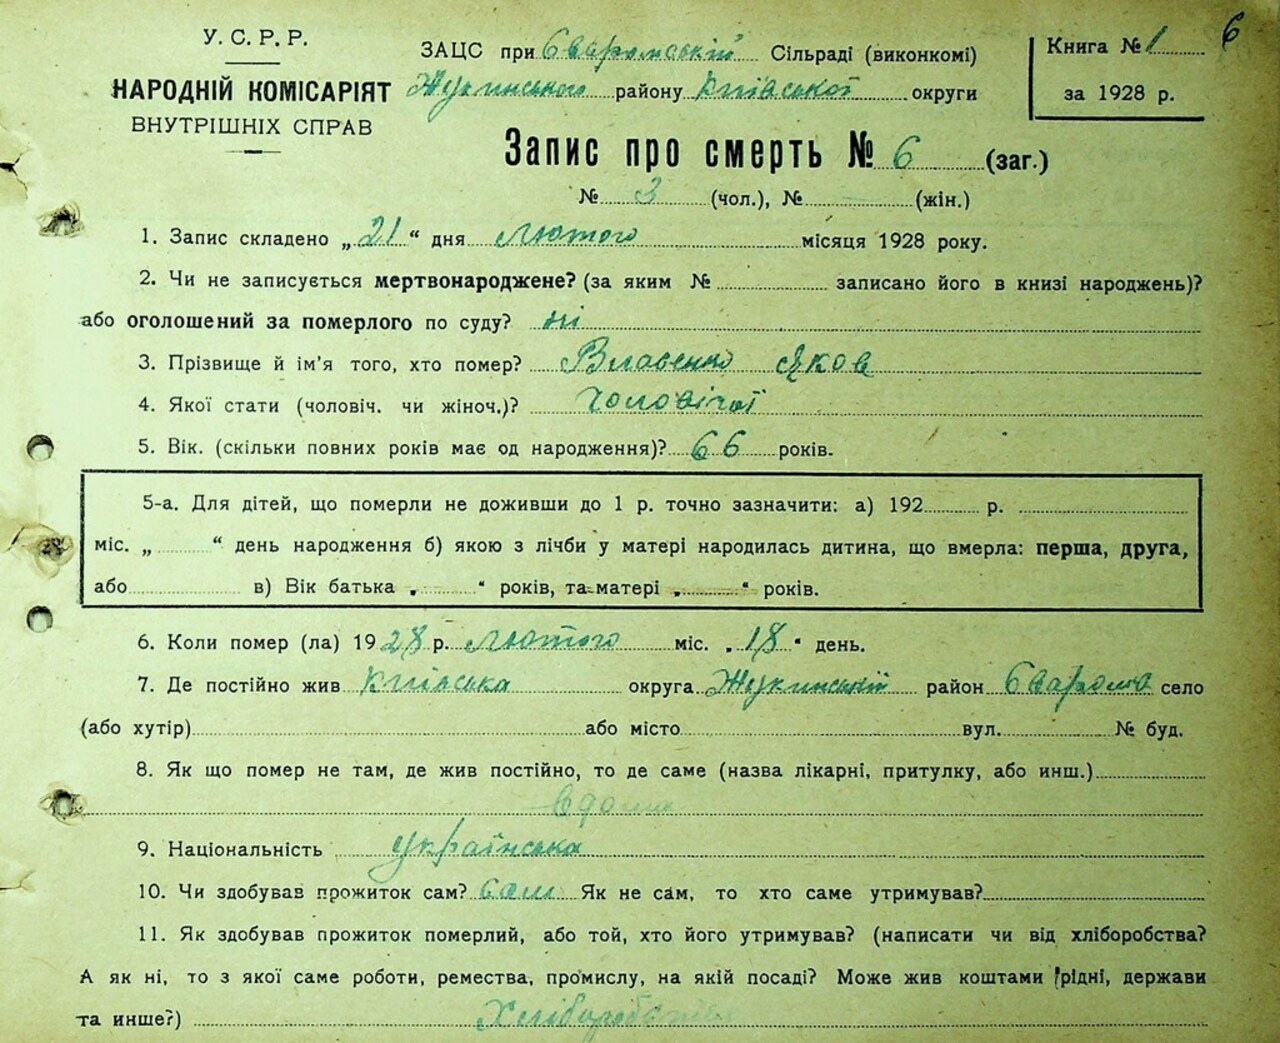 У. С. Р. Р.
НАРОДНІЙ КОМІСАРІЯТ
ВНУТРІШНІХ СПРАВ
ЗАЦС при Сваромській Сільраді (виконкомі)
Жукинського району Київської округи
Книга № 1
за 1928 р.
6
Запис про смерть № 6 (заг.)
№ 3 (чол.), № — (жін.)
1. Запис складено „ 21 “ дня лютого місяця 1928 року.
2. Чи не записується мертвонароджене? (за яким № записано його в книзі народжень)?
або оголошений за померлого по суду? ні
3. Прізвище й ім’я того, хто помер? Власенко Яков
4. Якої стати (чоловіч. чи жіноч.)? Чоловічої
5. Вік. (скільки повних років має од народження)? 66 років.
5-а. Для дітей, що померли не доживши до 1 р. точно зазначити: а) 192 р.
міс. „ “ день народження б) якою з лічби у матері народилась дитина, що вмерла: перша, друга,
або в) Вік батька „ “ років, та матері „ “ років.
6. Коли помер (ла) 1928 р. лютого міс. „ 18 “ день.
7. Де постійно жив Київська округа Жукинський район Сваромя село
(або хутір) або місто вул. № буд.
8. Як що помер не там, де жив постійно, то де саме (назва лікарні, притулку, або инш.)
вдома
9. Національність українська
10. Чи здобував прожиток сам? сам Як не сам, то хто саме утримував?
11. Як здобував прожиток померлий, або той, хто його утримував? (написати чи від хліборобства?
А як ні, то з якої саме роботи, ремества, промислу, на якій посаді? Може жив коштами рідні, держави
та инше?) Хліборобство